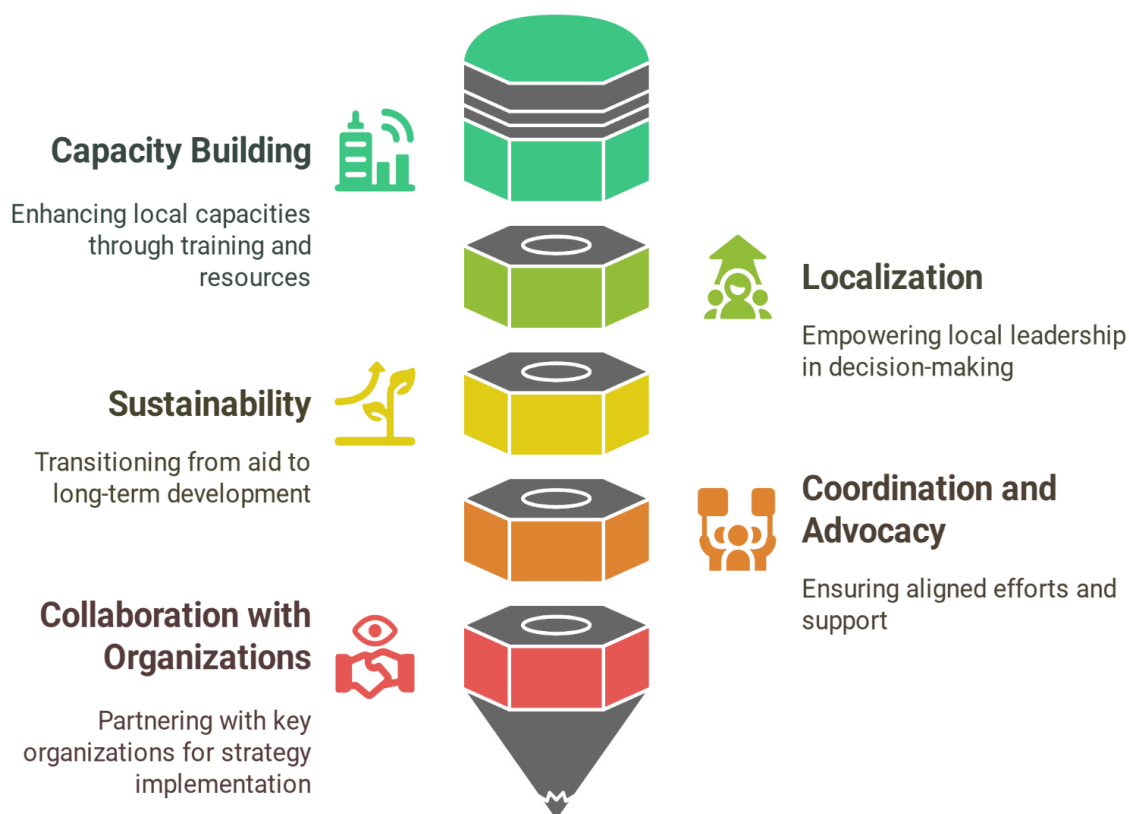 Capacity Building
Enhancing local capacities
through training and
resources
Localization
Empowering local leadership
in decision-making
Sustainability
Transitioning from aid to
long-term development
Coordination and
Advocacy
Ensuring aligned efforts and
support
Collaboration with
Organizations
Partnering with key
organizations for strategy
implementation